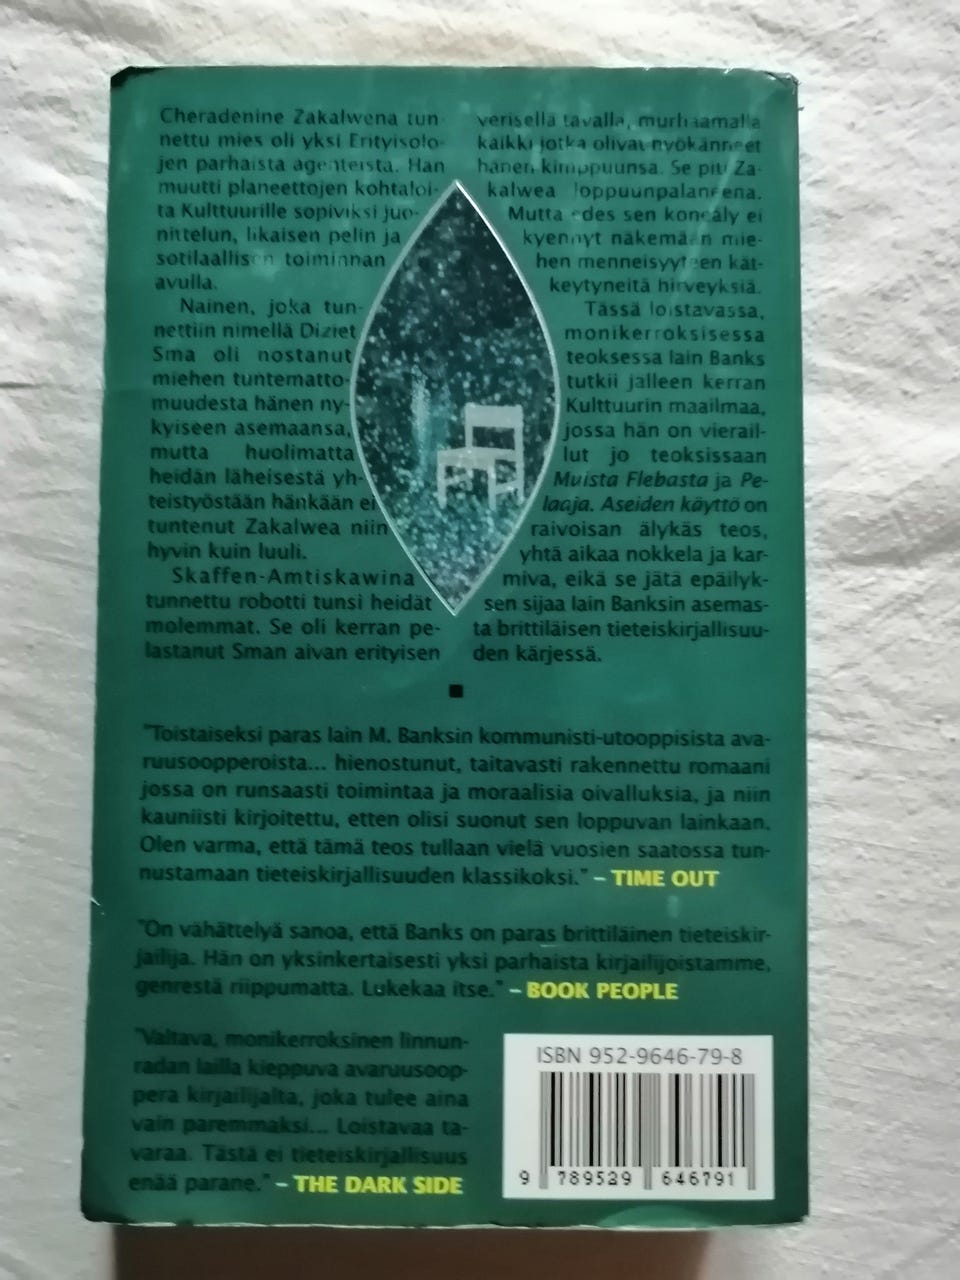 Cheradenine Zakalwena tun-
nettu mies oli yksi Erityisolo-
jen parhaista agenteista. Hän
muutti planeettojen kohtaloi-
ta Kulttuurille sopiviksi juo-
nittelun, likaisen pelin ja
sotilaallisen toiminnan
avulla.
Nainen, joka tun-
nettiin nimellä Diziet
Sma oli nostanut
miehen tuntematto-
muudesta hänen ny-
kyiseen asemaansa,
mutta huolimatta
heidän läheisestä yh-
teistyöstään hänkään ei
tuntenut Zakalwea niin
hyvin kuin luuli.
Skaffen-Amtiskawina
tunnettu robotti tunsi heidät
molemmat. Se oli kerran pe-
lastanut Sman aivan erityisen
verisellä tavalla, murhaamalla
kaikki jotka olivat hyökänneet
hänen kimppuunsa. Se piti Za-
kalwea loppuunpalaneena.
Mutta edes sen koneäly ei
kyennyt näkemään mie-
hen menneisyyteen kät-
keytyneitä hirveyksiä.
Tässä loistavassa,
monikerroksisessa
teoksessa Iain Banks
tutkii jälleen kerran
Kulttuurin maailmaa,
jossa hän on vierail-
lut jo teoksissaan
Muista Flebasta ja Pe-
laaja. Aseiden käyttö on
raivoisan älykäs teos,
yhtä aikaa nokkela ja kar-
miva, eikä se jätä epäilyk-
sen sijaa Iain Banksin asemas-
ta brittiläisen tieteiskirjallisuu-
den kärjessä.
"Toistaiseksi paras Iain M. Banksin kommunisti-utooppisista ava-
ruusoopperoista... hienostunut, taitavasti rakennettu romaani
jossa on runsaasti toimintaa ja moraalisia oivalluksia, ja niin
kauniisti kirjoitettu, etten olisi suonut sen loppuvan lainkaan.
Olen varma, että tämä teos tullaan vielä vuosien saatossa tun-
nustamaan tieteiskirjallisuuden klassikoksi." – TIME OUT
"On vähättelyä sanoa, että Banks on paras brittiläinen tieteiskir-
jailija. Hän on yksinkertaisesti yksi parhaista kirjailijoistamme,
genrestä riippumatta. Lukekaa itse." – BOOK PEOPLE
"Valtava, monikerroksinen linnun-
radan lailla kieppuva avaruusoop-
pera kirjailijalta, joka tulee aina
vain paremmaksi... Loistavaa ta-
varaa. Tästä ei tieteiskirjallisuus
enää parane." – THE DARK SIDE
ISBN 952-9646-79-8
9 789529 646791